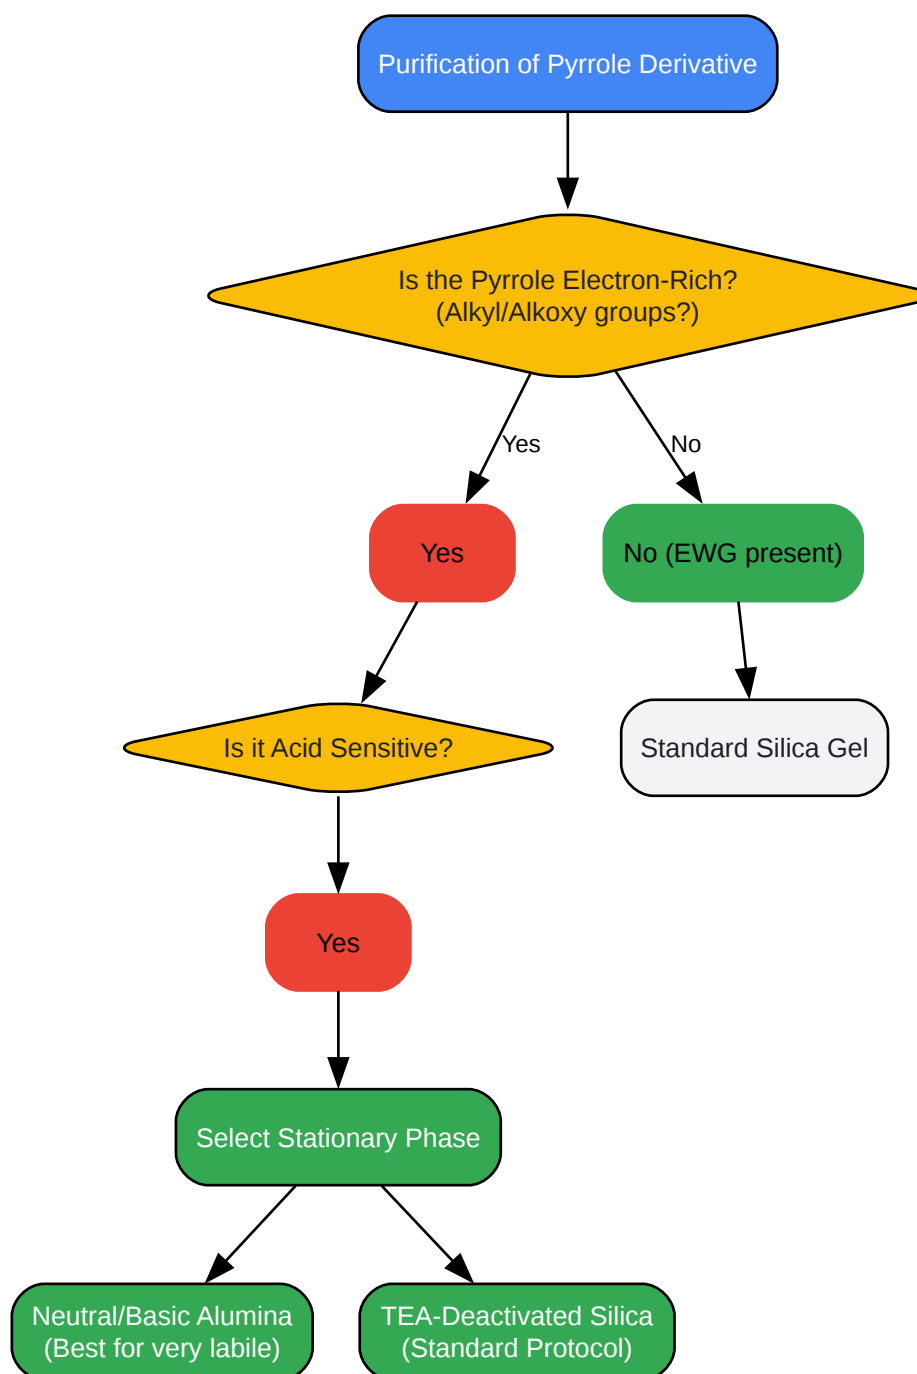 Purification of Pyrrole Derivative
Is the Pyrrole Electron-Rich?
(Alkyl/Alkoxy groups?)
Yes
No
Yes
No (EWG present)
Is it Acid Sensitive?
Standard Silica Gel
Yes
Select Stationary Phase
Neutral/Basic Alumina
(Best for very labile)
TEA-Deactivated Silica
(Standard Protocol)